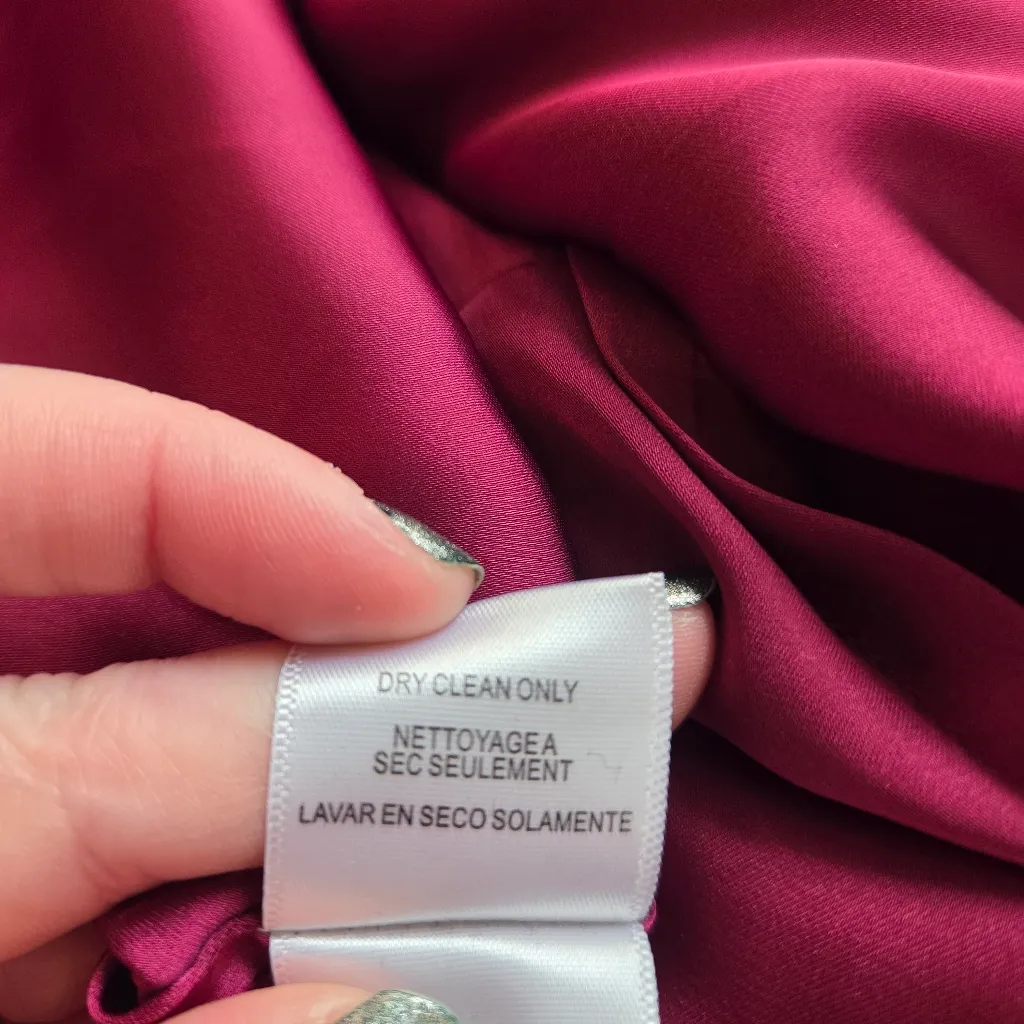 DRY CLEAN ONLY
NETTOYAGE A
SEC SEULEMENT
LAVAR EN SECO SOLAMENTE